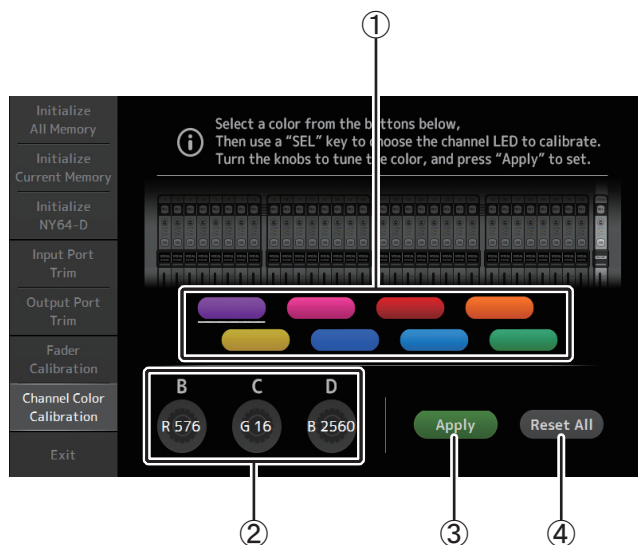 ①
Initialize
All Memory
Initialize
Current Memory
Initialize
NY64-D
Input Port
Trim
Output Port
Trim
Fader
Calibration
Channel Color
Calibration
Exit
Select a color from the buttons below,
Then use a “SEL” key to choose the channel LED to calibrate.
Turn the knobs to tune the color, and press “Apply” to set.
B C D
R 576 G 16 B 2560
Apply Reset All
② ③ ④